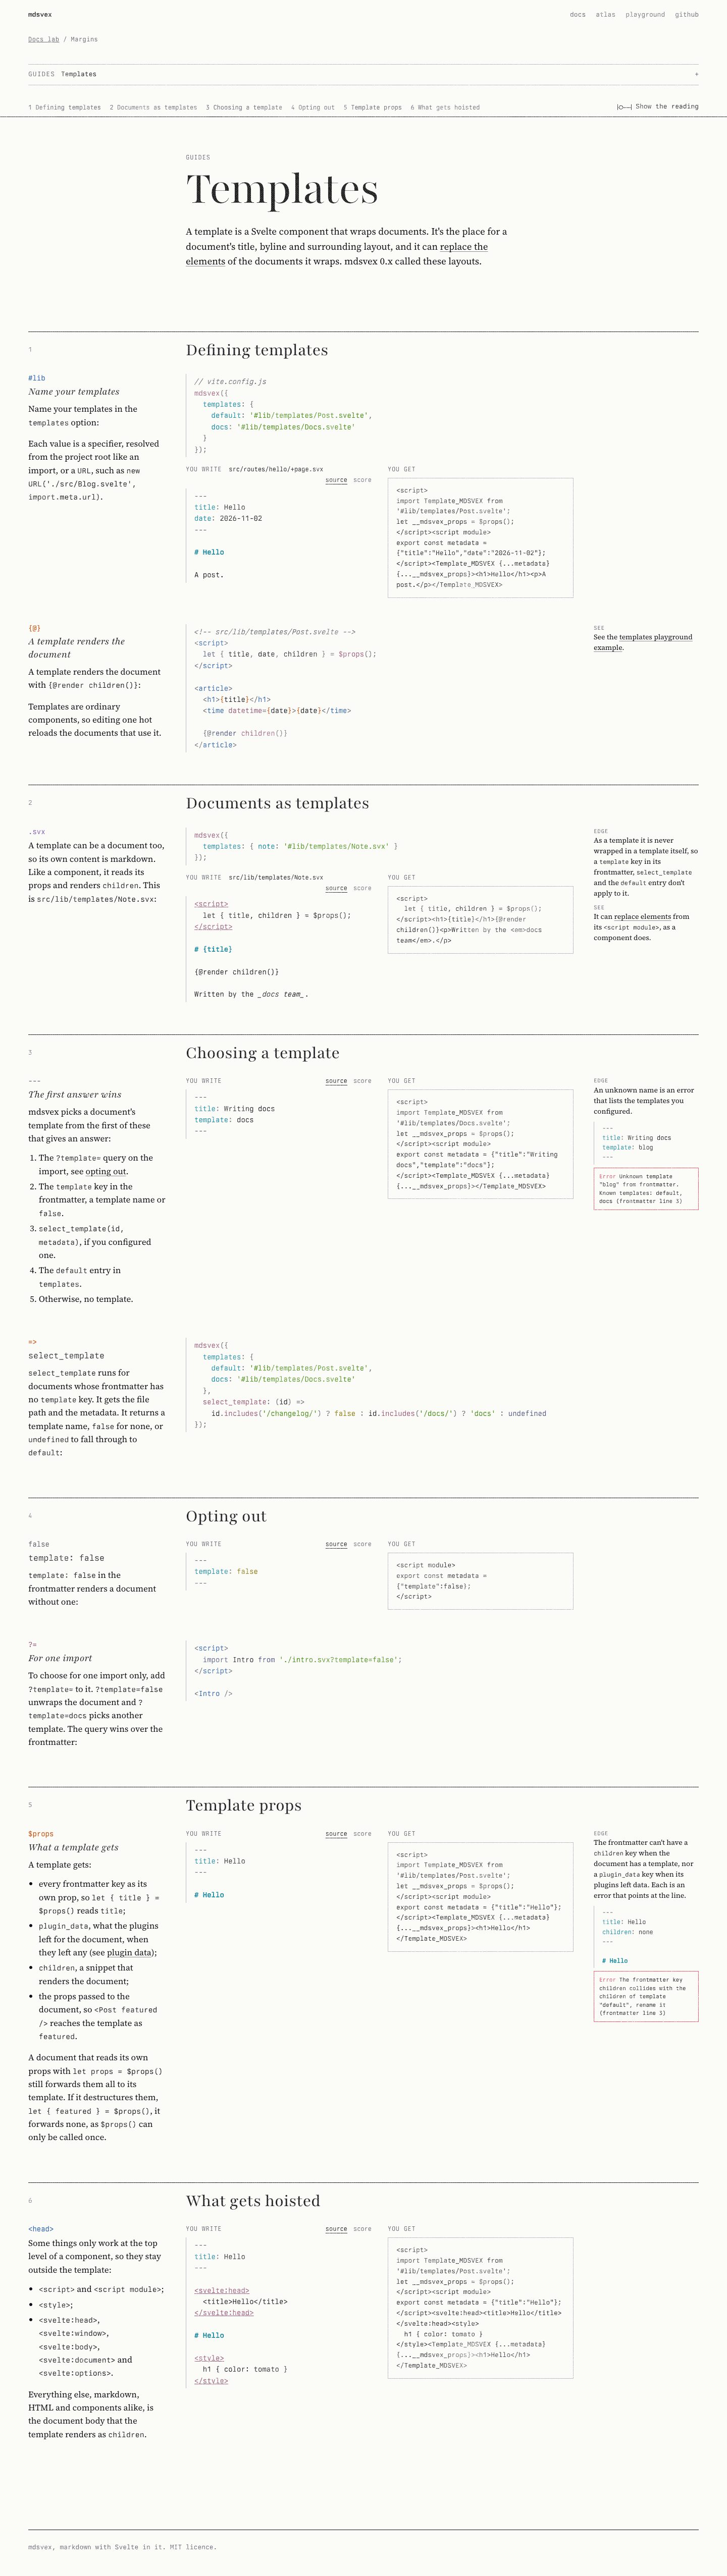 mdsvex
docs atlas playground github
Docs lab / Margins
GUIDES Templates +
1 Defining templates 2 Documents as templates 3 Choosing a template 4 Opting out 5 Template props 6 What gets hoisted
Show the reading
GUIDES
Templates
A template is a Svelte component that wraps documents. It's the place for a
document's title, byline and surrounding layout, and it can replace the
elements of the documents it wraps. mdsvex 0.x called these layouts.
1
Defining templates
#lib
Name your templates
Name your templates in the
templates option:
Each value is a specifier, resolved
from the project root like an
import, or a URL, such as new
URL('./src/Blog.svelte',
import.meta.url).
// vite.config.js
mdsvex({
templates: {
default: '#lib/templates/Post.svelte',
docs: '#lib/templates/Docs.svelte'
}
});
YOU WRITE src/routes/hello/+page.svx
source score
---
title: Hello
date: 2026-11-02
---
# Hello
A post.
YOU GET
<script>
import Template_MDSVEX from
'#lib/templates/Post.svelte';
let __mdsvex_props = $props();
</script><script module>
export const metadata =
{"title":"Hello","date":"2026-11-02"};
</script><Template_MDSVEX {...metadata}
{...__mdsvex_props}><h1>Hello</h1><p>A
post.</p></Template_MDSVEX>
{@}
A template renders the
document
A template renders the document
with {@render children()}:
Templates are ordinary
components, so editing one hot
reloads the documents that use it.
<!-- src/lib/templates/Post.svelte -->
<script>
let { title, date, children } = $props();
</script>
<article>
<h1>{title}</h1>
<time datetime={date}>{date}</time>
{@render children()}
</article>
SEE
See the templates playground
example.
2
Documents as templates
.svx
A template can be a document too,
so its own content is markdown.
Like a component, it reads its
props and renders children. This
is src/lib/templates/Note.svx:
mdsvex({
templates: { note: '#lib/templates/Note.svx' }
});
YOU WRITE src/lib/templates/Note.svx
source score
<script>
let { title, children } = $props();
</script>
# {title}
{@render children()}
Written by the _docs team_.
YOU GET
<script>
let { title, children } = $props();
</script><h1>{title}</h1>{@render
children()}<p>Written by the <em>docs
team</em>.</p>
EDGE
As a template it is never
wrapped in a template itself, so
a template key in its
frontmatter, select_template
and the default entry don't
apply to it.
SEE
It can replace elements from
its <script module>, as a
component does.
3
Choosing a template
---
The first answer wins
mdsvex picks a document's
template from the first of these
that gives an answer:
1. The ?template= query on the
import, see opting out.
2. The template key in the
frontmatter, a template name or
false.
3. select_template(id,
metadata), if you configured
one.
4. The default entry in
templates.
5. Otherwise, no template.
YOU WRITE
source score
---
title: Writing docs
template: docs
---
YOU GET
<script>
import Template_MDSVEX from
'#lib/templates/Docs.svelte';
let __mdsvex_props = $props();
</script><script module>
export const metadata = {"title":"Writing
docs","template":"docs"};
</script><Template_MDSVEX {...metadata}
{...__mdsvex_props}></Template_MDSVEX>
EDGE
An unknown name is an error
that lists the templates you
configured.
---
title: Writing docs
template: blog
---
Error Unknown template
"blog" from frontmatter.
Known templates: default,
docs (frontmatter line 3)
=>
select_template
select_template runs for
documents whose frontmatter has
no template key. It gets the file
path and the metadata. It returns a
template name, false for none, or
undefined to fall through to
default:
mdsvex({
templates: {
default: '#lib/templates/Post.svelte',
docs: '#lib/templates/Docs.svelte'
},
select_template: (id) =>
id.includes('/changelog/') ? false : id.includes('/docs/') ? 'docs' : undefined
});
4
Opting out
false
template: false
template: false in the
frontmatter renders a document
without one:
YOU WRITE
source score
---
template: false
---
YOU GET
<script module>
export const metadata =
{"template":false};
</script>
?=
For one import
To choose for one import only, add
?template= to it. ?template=false
unwraps the document and ?
template=docs picks another
template. The query wins over the
frontmatter:
<script>
import Intro from './intro.svx?template=false';
</script>
<Intro />
5
Template props
$props
What a template gets
A template gets:
• every frontmatter key as its
own prop, so let { title } =
$props() reads title;
• plugin_data, what the plugins
left for the document, when
they left any (see plugin data);
• children, a snippet that
renders the document;
• the props passed to the
document, so <Post featured
/> reaches the template as
featured.
A document that reads its own
props with let props = $props()
still forwards them all to its
template. If it destructures them,
let { featured } = $props(), it
forwards none, as $props() can
only be called once.
YOU WRITE
source score
---
title: Hello
---
# Hello
YOU GET
<script>
import Template_MDSVEX from
'#lib/templates/Post.svelte';
let __mdsvex_props = $props();
</script><script module>
export const metadata = {"title":"Hello"};
</script><Template_MDSVEX {...metadata}
{...__mdsvex_props}><h1>Hello</h1>
</Template_MDSVEX>
EDGE
The frontmatter can't have a
children key when the
document has a template, nor
a plugin_data key when its
plugins left data. Each is an
error that points at the line.
---
title: Hello
children: none
---
# Hello
Error The frontmatter key
children collides with the
children of template
"default", rename it
(frontmatter line 3)
6
What gets hoisted
<head>
Some things only work at the top
level of a component, so they stay
outside the template:
• <script> and <script module>;
• <style>;
• <svelte:head>,
<svelte:window>,
<svelte:body>,
<svelte:document> and
<svelte:options>.
Everything else, markdown,
HTML and components alike, is
the document body that the
template renders as children.
YOU WRITE
source score
---
title: Hello
---
<svelte:head>
<title>Hello</title>
</svelte:head>
# Hello
<style>
h1 { color: tomato }
</style>
YOU GET
<script>
import Template_MDSVEX from
'#lib/templates/Post.svelte';
let __mdsvex_props = $props();
</script><script module>
export const metadata = {"title":"Hello"};
</script><svelte:head><title>Hello</title>
</svelte:head><style>
h1 { color: tomato }
</style><Template_MDSVEX {...metadata}
{...__mdsvex_props}><h1>Hello</h1>
</Template_MDSVEX>
mdsvex, markdown with Svelte in it. MIT licence.